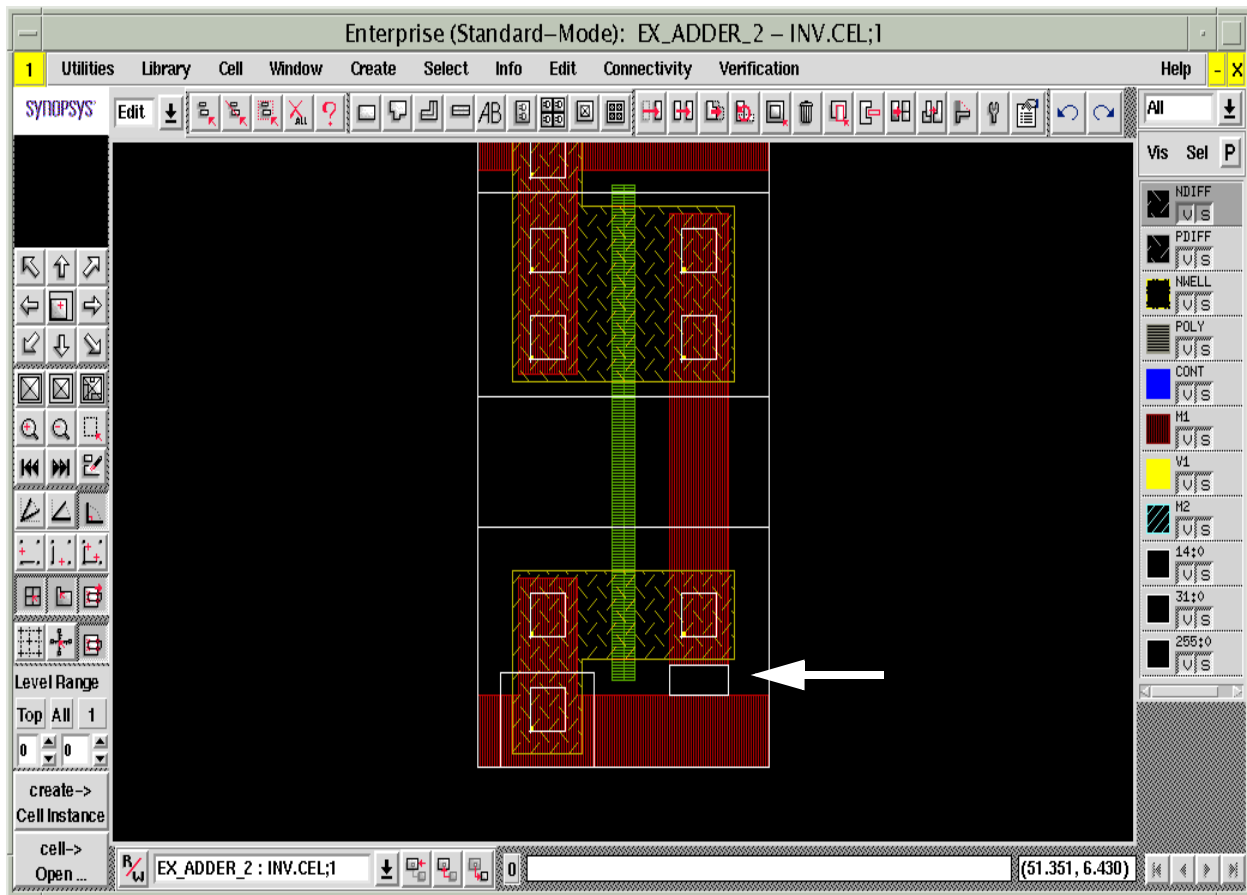 Enterprise (Standard–Mode): EX_ADDER_2 – INV.CEL;1
1 Utilities Library Cell Window Create Select Info Edit Connectivity Verification Help - X
SYNOPSYS® Edit AB All
ALL
Vis Sel P
NDIFF
V S
PDIFF
V S
NWELL
V S
POLY
V S
CONT
V S
M1
V S
V1
V S
M2
V S
14:0
V S
31:0
V S
255:0
V S
Level Range
Top All 1
0 0
create->
Cell Instance
cell->
Open ...
R/W EX_ADDER_2 : INV.CEL;1 0 (51.351, 6.430)